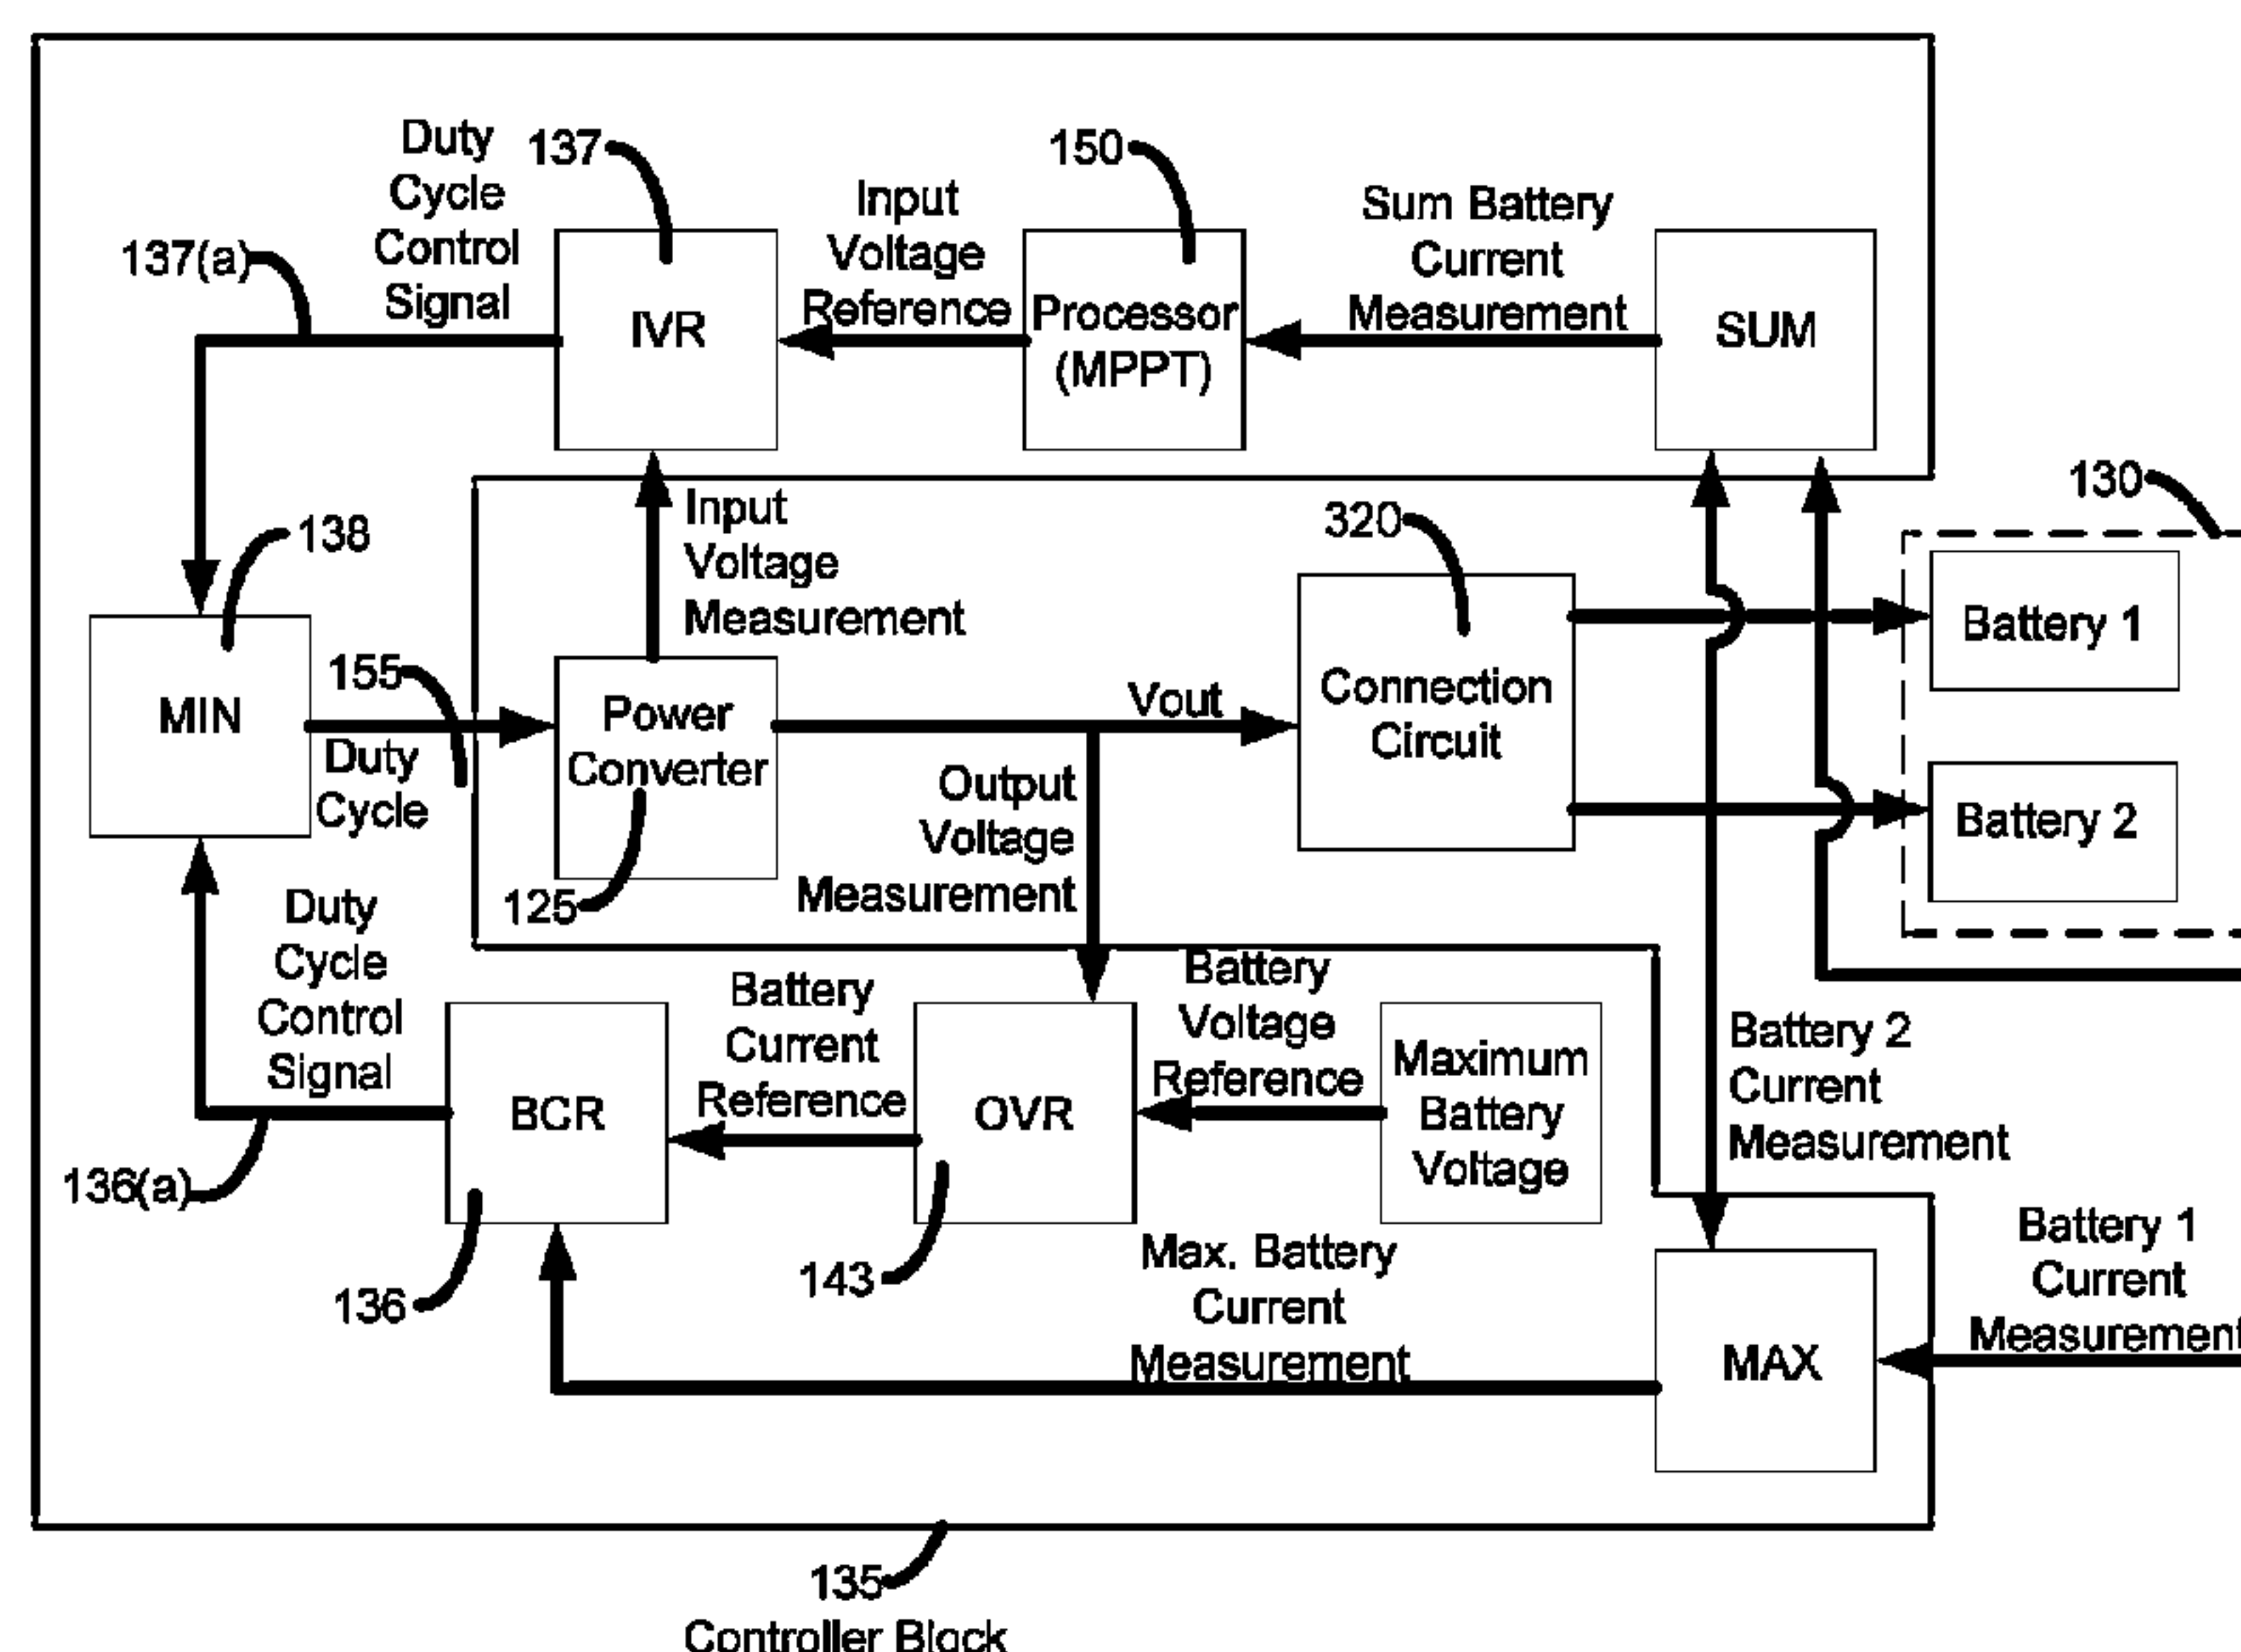 Duty
Cycle
Control
Signal
137
150
Input
Voltage
Reference
Sum Battery
Current
Measurement
137(a)
IVR
Processor
(MPPT)
SUM
138
Input
Voltage
Measurement
320
130
MIN
155
Duty
Cycle
Power
Converter
125
Vout
Connection
Circuit
Battery 1
Battery 2
Output
Voltage
Measurement
Duty
Cycle
Control
Signal
136(a)
BCR
136
Battery
Current
Reference
OVR
143
Battery
Voltage
Reference
Maximum
Battery
Voltage
Battery 2
Current
Measurement
Max. Battery
Current
Measurement
MAX
Battery 1
Current
Measurement
135
Controller Block